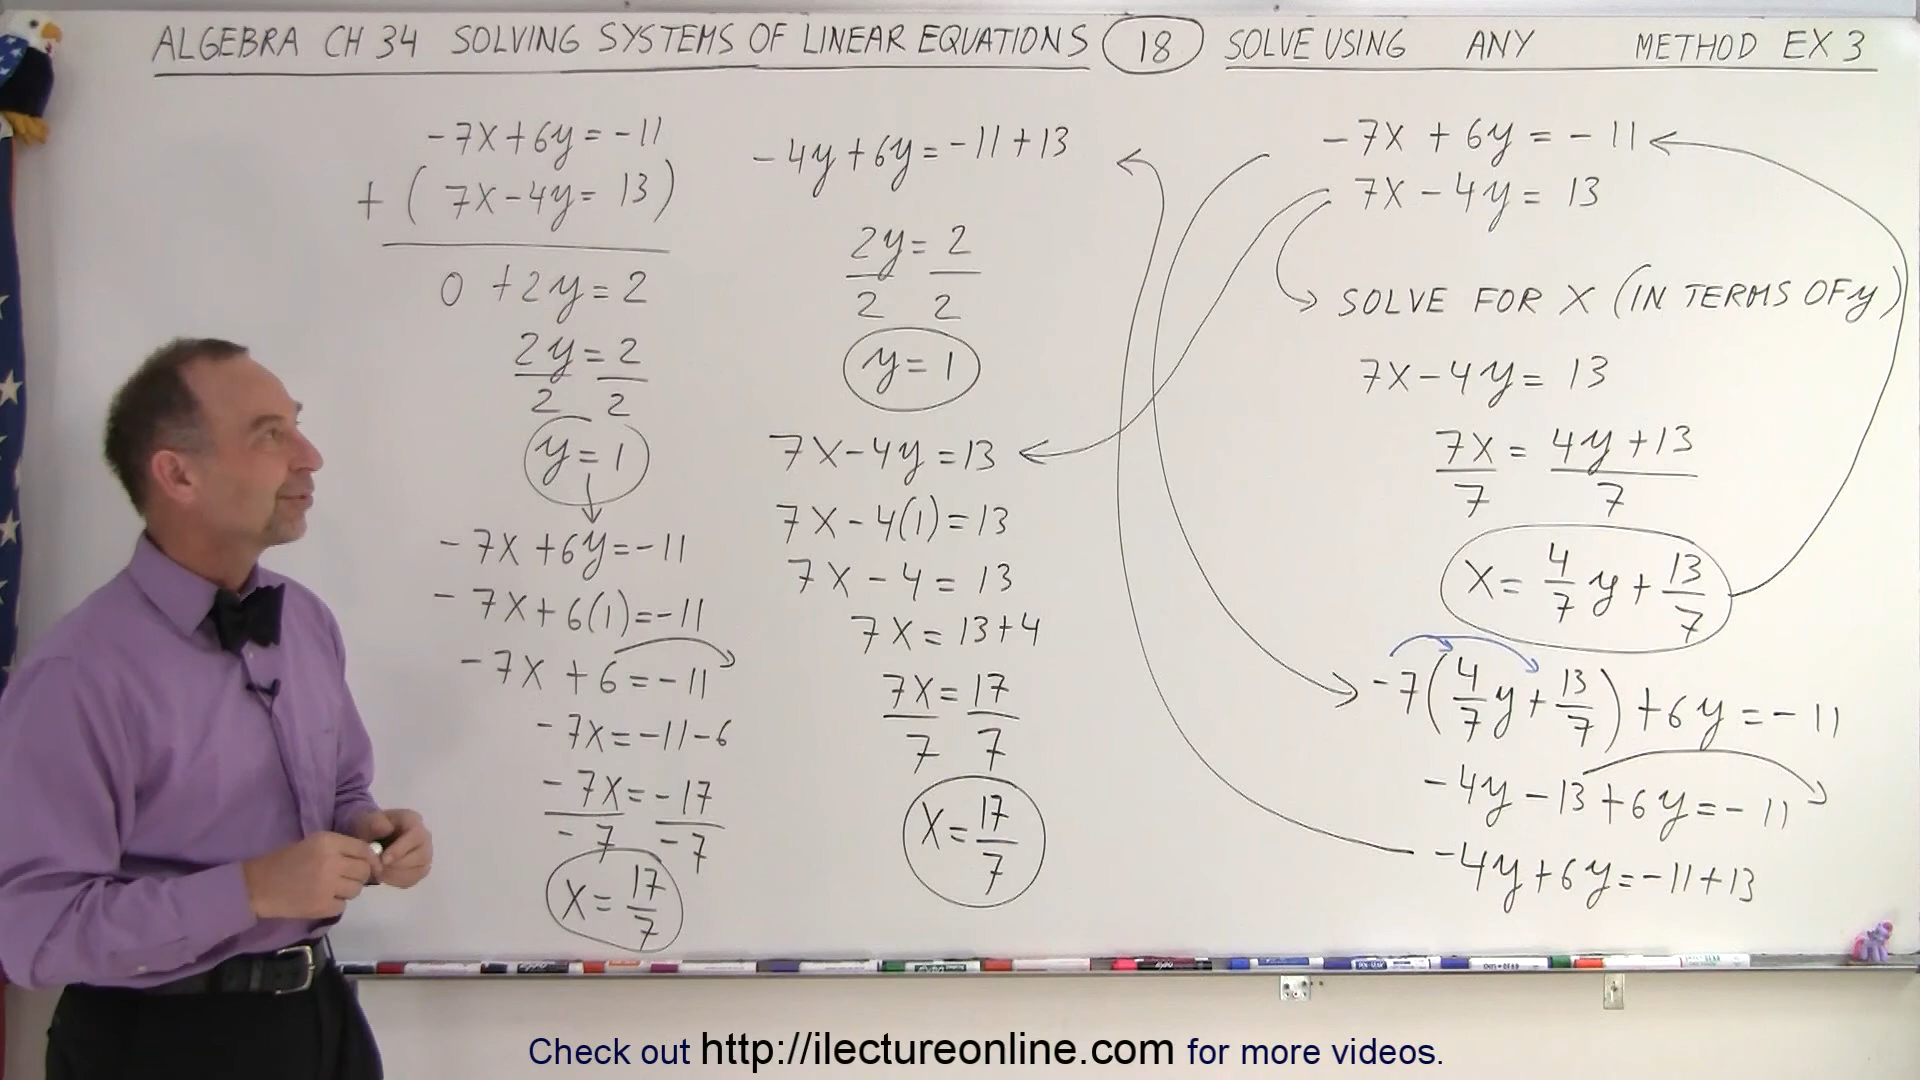 ALGEBRA CH 34 SOLVING SYSTEMS OF LINEAR EQUATIONS 18 SOLVE USING ANY METHOD EX 3
-7X+6y=-11
+(7X-4y=13)
0+2y=2
2y/2=2/2
y=1
-7X+6y=-11
-7X+6(1)=-11
-7X+6=-11
-7X=-11-6
-7X/-7=-17/-7
X=17/7
-4y+6y=-11+13
2y/2=2/2
y=1
7X-4y=13
7X-4(1)=13
7X-4=13
7X=13+4
7X/7=17/7
X=17/7
-7X+6y=-11
7X-4y=13
SOLVE FOR X (IN TERMS OF y)
7X-4y=13
7X/7=4y+13/7
X=4/7y+13/7
-7(4/7y+13/7)+6y=-11
-4y-13+6y=-11
-4y+6y=-11+13
Check out http://ilectureonline.com for more videos.